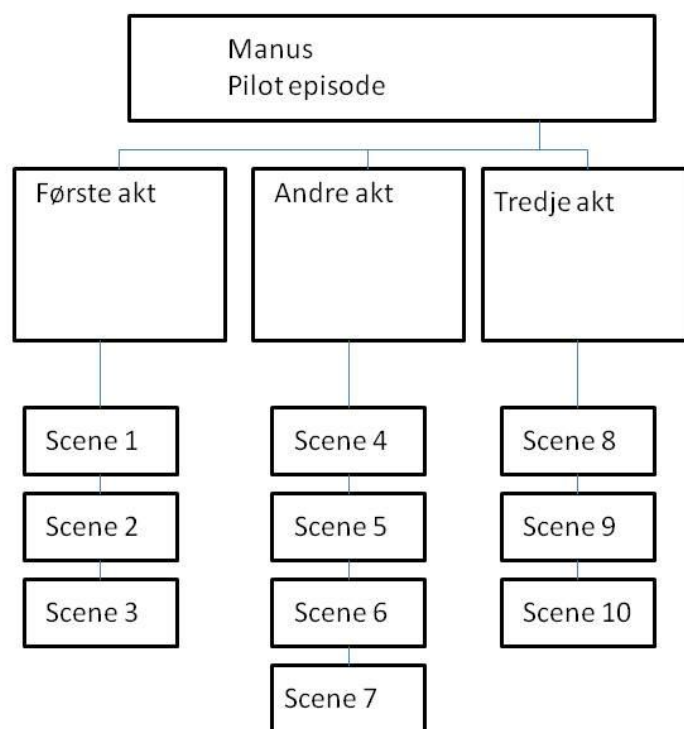 Manus
Pilot episode
Første akt
Andre akt
Tredje akt
Scene 1
Scene 4
Scene 8
Scene 2
Scene 5
Scene 9
Scene 3
Scene 6
Scene 10
Scene 7